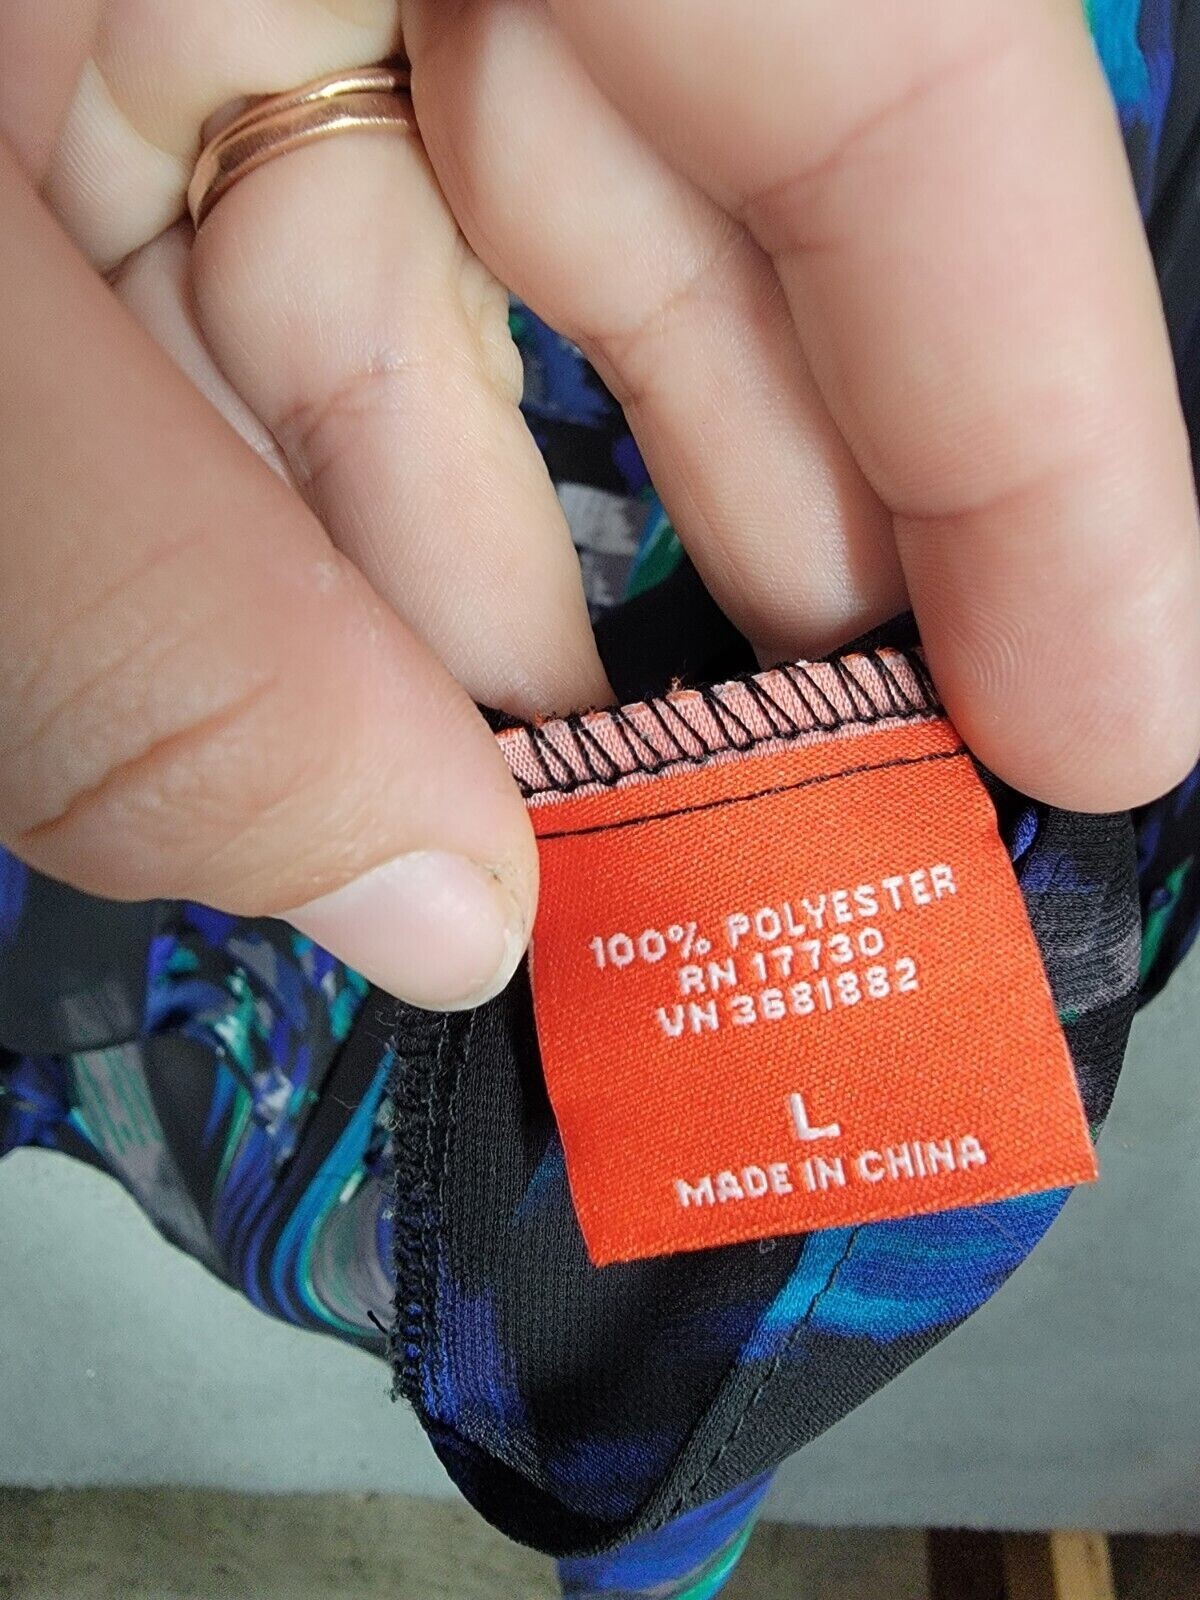 100% POLYESTER
RN 17730
VN 3681882
L
MADE IN CHINA